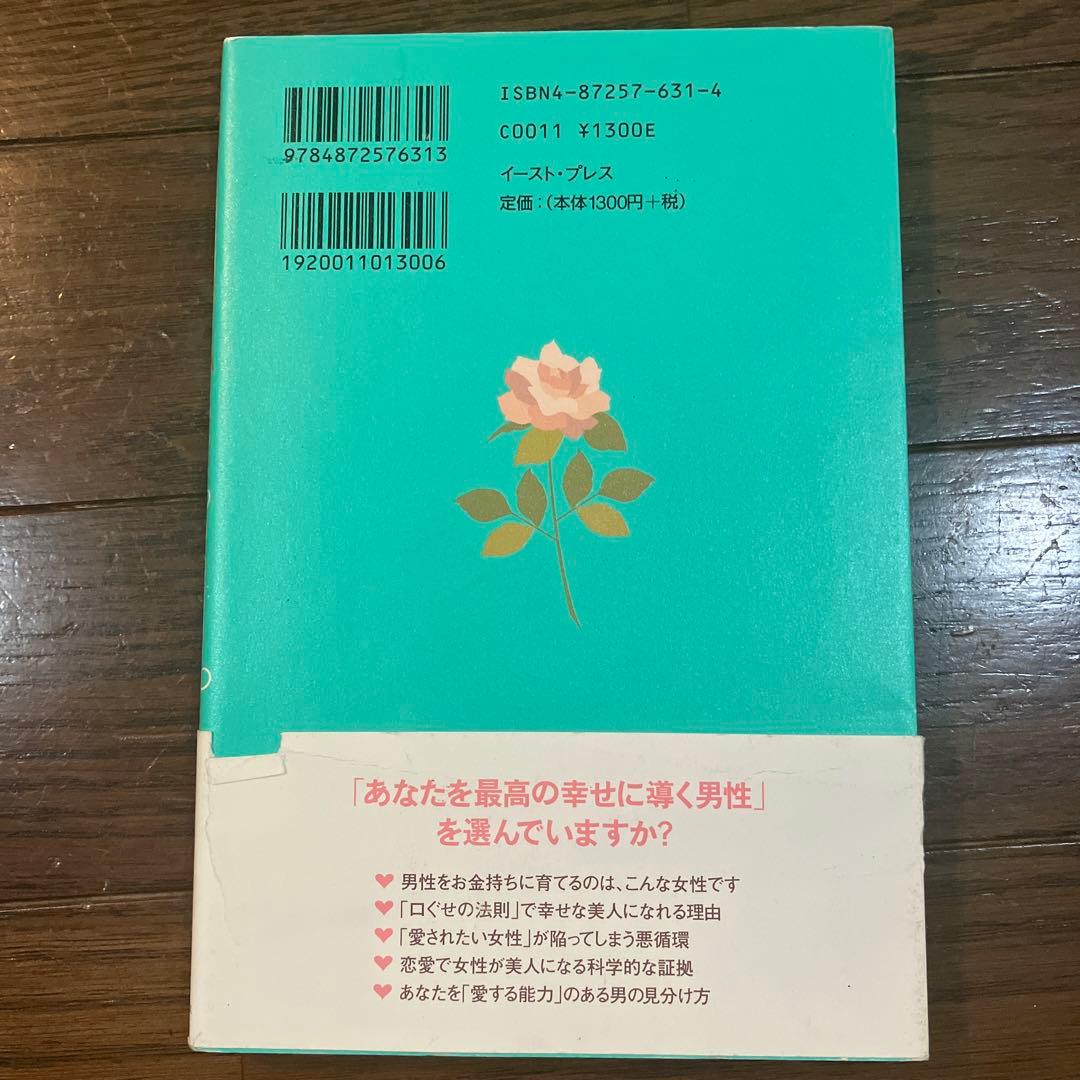 ISBN4-87257-631-4
C0011 ¥1300E
9784872576313
イースト・プレス
定価：（本体1300円＋税）
1920011013006
「あなたを最高の幸せに導く男性」
を選んでいますか？
❤ 男性をお金持ちに育てるのは、こんな女性です
❤ 「口ぐせの法則」で幸せな美人になれる理由
❤ 「愛されたい女性」が陥ってしまう悪循環
❤ 恋愛で女性が美人になる科学的な証拠
❤ あなたを「愛する能力」のある男の見分け方